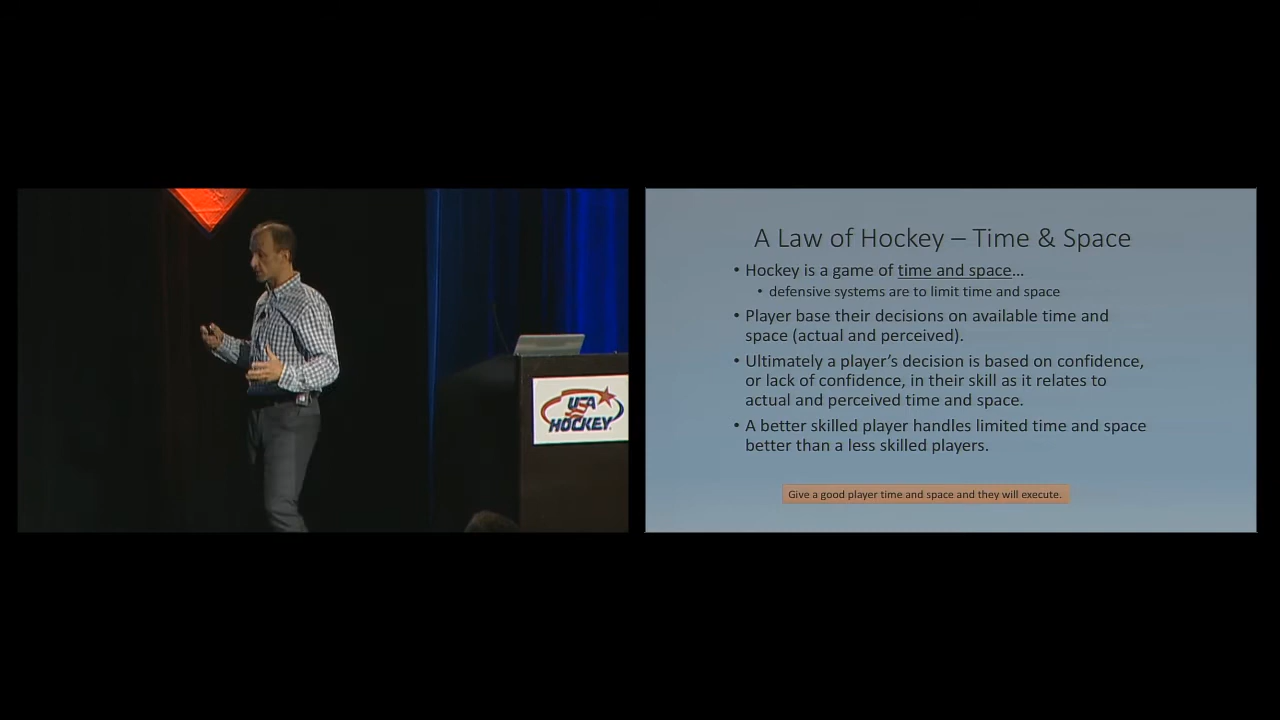 USA
HOCKEY
A Law of Hockey – Time & Space
• Hockey is a game of time and space…
• defensive systems are to limit time and space
• Player base their decisions on available time and
space (actual and perceived).
• Ultimately a player's decision is based on confidence,
or lack of confidence, in their skill as it relates to
actual and perceived time and space.
• A better skilled player handles limited time and space
better than a less skilled players.
Give a good player time and space and they will execute.